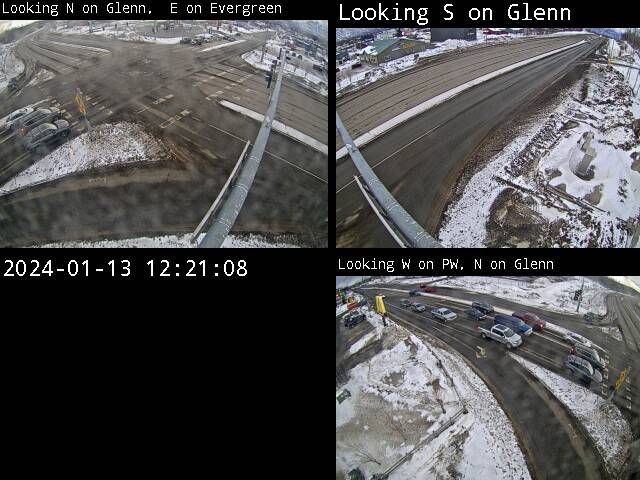 Looking N on Glenn,  E on Evergreen
Looking S on Glenn
2024-01-13 12:21:08
Looking W on PW, N on Glenn